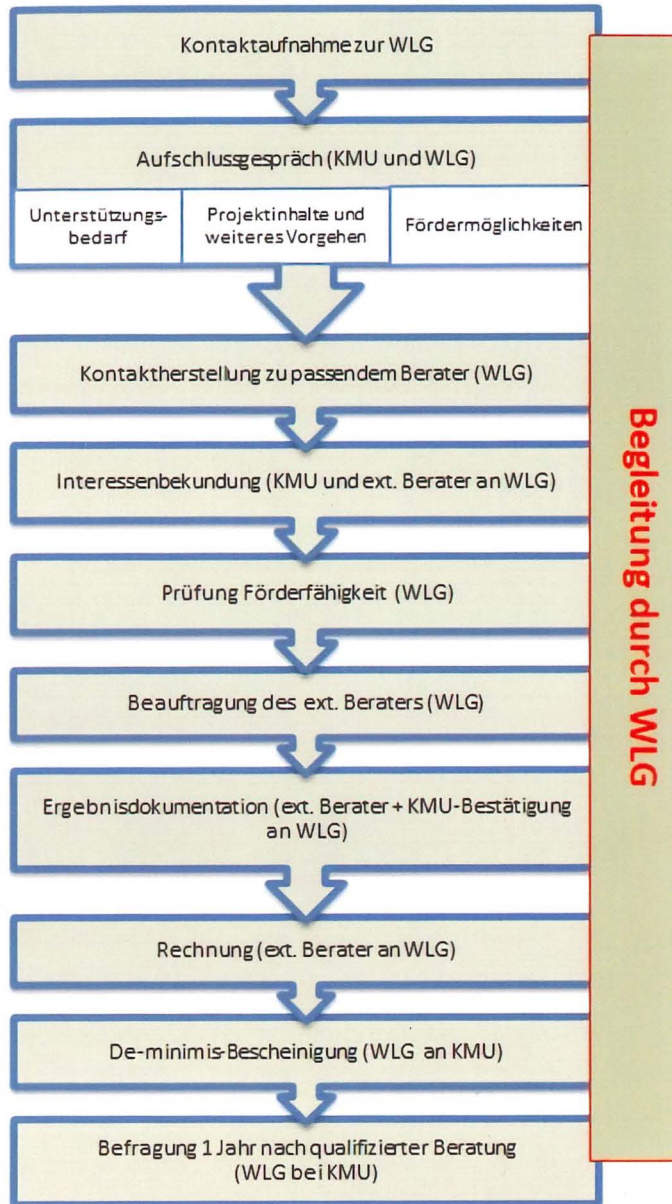 Kontaktaufnahme zur WLG
Aufschlussgespräch (KMU und WLG)
Unterstützungs-
bedarf
Projektinhalte und
weiteres Vorgehen
Fördermöglichkeiten
Kontaktherstellung zu passendem Berater (WLG)
Interessenbekundung (KMU und ext. Berater an WLG)
Prüfung Förderfähigkeit (WLG)
Beauftragung des ext. Beraters (WLG)
Ergebnisdokumentation (ext. Berater + KMU-Bestätigung
an WLG)
Rechnung (ext. Berater an WLG)
De-minimis-Bescheinigung (WLG an KMU)
Befragung 1 Jahr nach qualifizierter Beratung
(WLG bei KMU)
Begleitung durch WLG